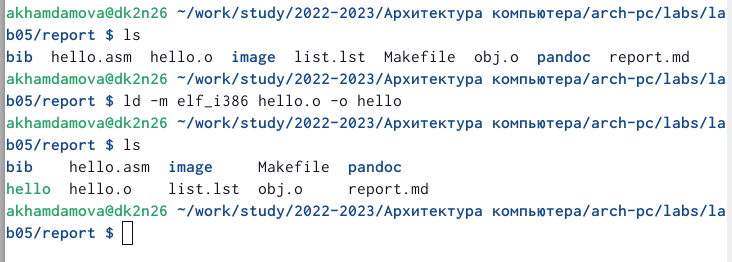 akhamdamova@dk2n26 ~/work/study/2022-2023/Архитектура компьютера/arch-pc/labs/la
b05/report $ ls
bib  hello.asm  hello.o  image  list.lst  Makefile  obj.o  pandoc  report.md
akhamdamova@dk2n26 ~/work/study/2022-2023/Архитектура компьютера/arch-pc/labs/la
b05/report $ ld -m elf_i386 hello.o -o hello
akhamdamova@dk2n26 ~/work/study/2022-2023/Архитектура компьютера/arch-pc/labs/la
b05/report $ ls
bib    hello.asm  image     Makefile  pandoc
hello  hello.o    list.lst  obj.o     report.md
akhamdamova@dk2n26 ~/work/study/2022-2023/Архитектура компьютера/arch-pc/labs/la
b05/report $